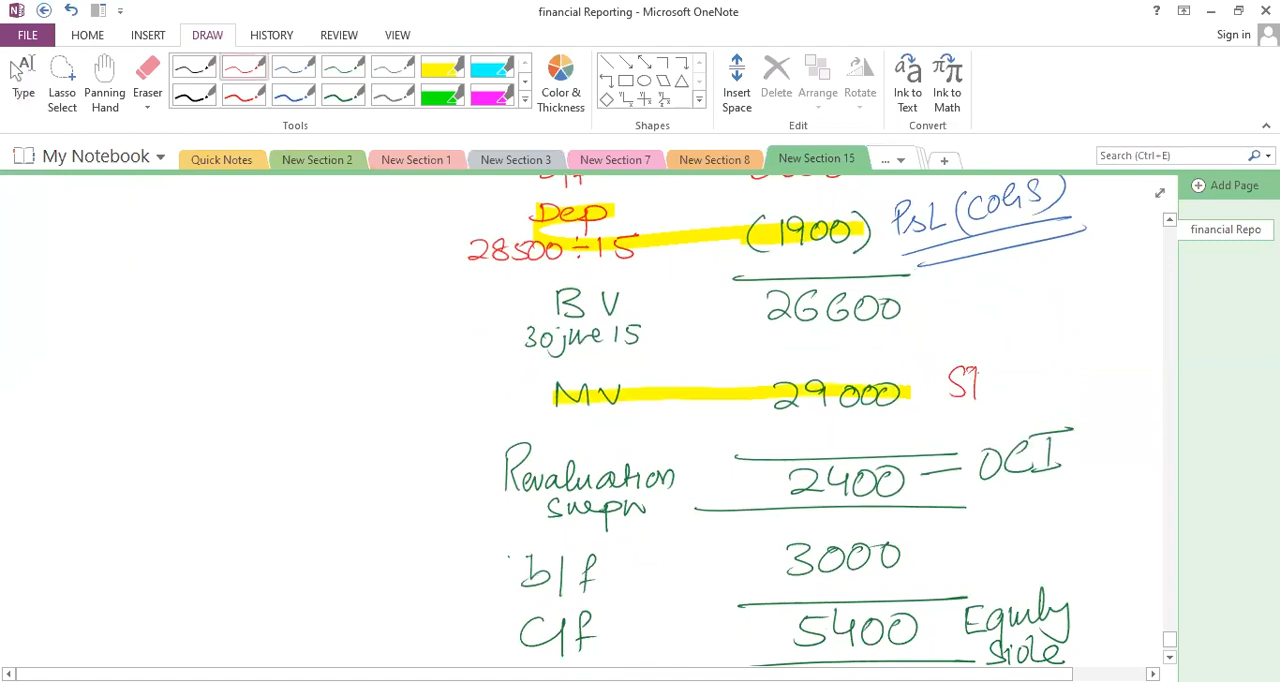 financial Reporting - Microsoft OneNote
Sign in
FILE HOME INSERT DRAW HISTORY REVIEW VIEW
Type
Lasso Select
Panning Hand
Eraser
Color & Thickness
Insert Space
Delete
Arrange
Rotate
Ink to Text
Ink to Math
Tools
Shapes
Edit
Convert
My Notebook
Quick Notes
New Section 2
New Section 1
New Section 3
New Section 7
New Section 8
New Section 15
...
Search (Ctrl+E)
Add Page
financial Repo
Dep
28500 ÷ 15
(1900) PsL (COGS)
BV 26600
30 june 15
MV 29000
Revaluation 2400 — OCI
b/f 3000
C/f 5400 Equity
Side